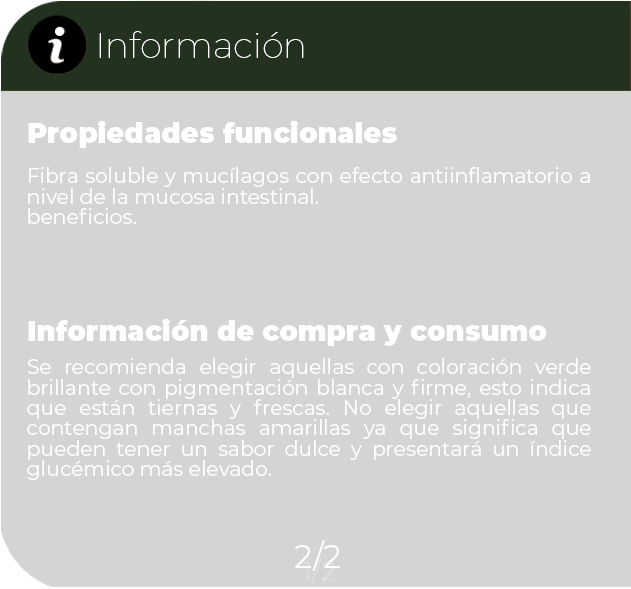 i Información
Propiedades funcionales
Fibra soluble y mucílagos con efecto antiinflamatorio a
nivel de la mucosa intestinal.
beneficios.
Información de compra y consumo
Se recomienda elegir aquellas con coloración verde
brillante con pigmentación blanca y firme, esto indica
que están tiernas y frescas. No elegir aquellas que
contengan manchas amarillas ya que significa que
pueden tener un sabor dulce y presentará un índice
glucémico más elevado.
2/2
1/2